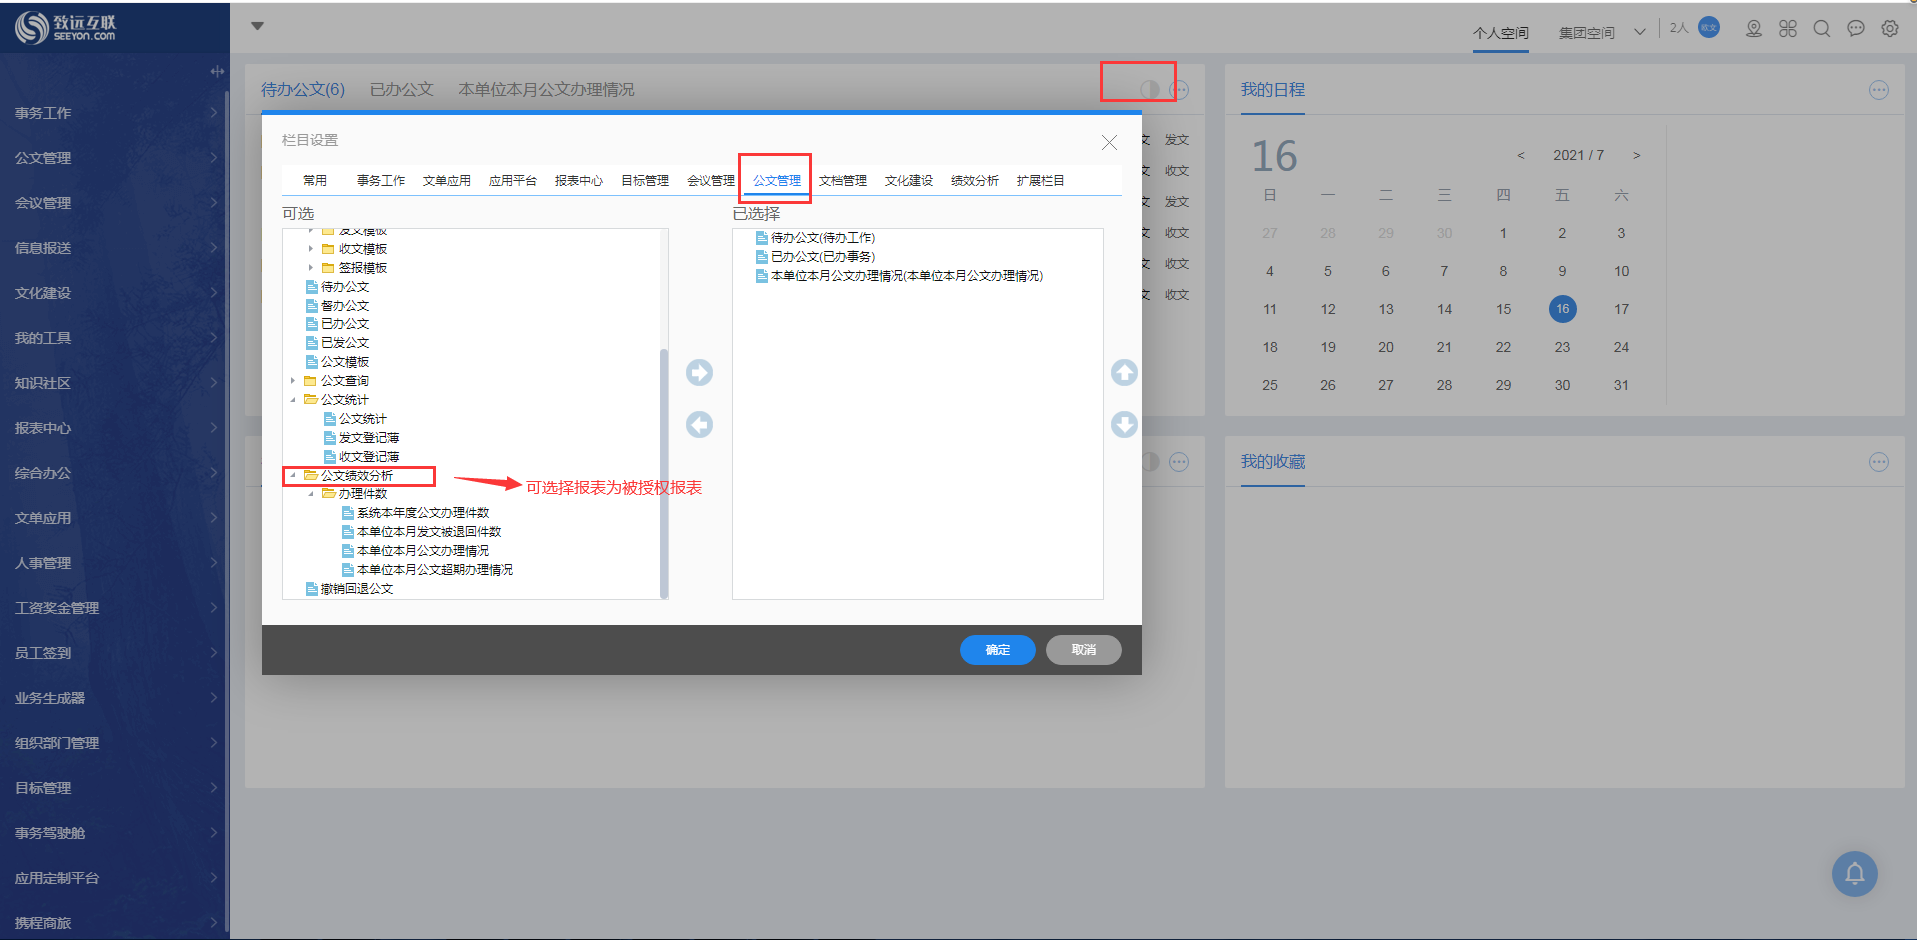 致远互联
SEEYON.COM
个人空间
集团空间
2人
欧文
事务工作
公文管理
会议管理
信息报送
文化建设
我的工具
知识社区
报表中心
综合办公
文单应用
人事管理
工资奖金管理
员工签到
业务生成器
组织部门管理
目标管理
事务驾驶舱
应用定制平台
携程商旅
待办公文(6)
已办公文
本单位本月公文办理情况
栏目设置
常用
事务工作
文单应用
应用平台
报表中心
目标管理
会议管理
公文管理
文档管理
文化建设
绩效分析
扩展栏目
可选
发文模板
收文模板
签报模板
待办公文
督办公文
已办公文
已发公文
公文模板
公文查询
公文统计
公文统计
发文登记薄
收文登记薄
公文绩效分析
办理件数
系统本年度公文办理件数
本单位本月发文被退回件数
本单位本月公文办理情况
本单位本月公文超期办理情况
撤销回退公文
可选择报表为被授权报表
已选择
待办公文(待办工作)
已办公文(已办事务)
本单位本月公文办理情况(本单位本月公文办理情况)
确定
取消
文 发文
文 收文
文 发文
文 收文
文 收文
文 收文
我的日程
16
< 2021 / 7 >
日 一 二 三 四 五 六
27 28 29 30 1 2 3
4 5 6 7 8 9 10
11 12 13 14 15 16 17
18 19 20 21 22 23 24
25 26 27 28 29 30 31
我的收藏